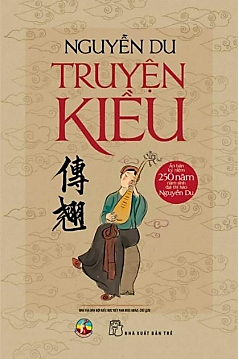 NGUYỄN DU
TRUYỆN
KIỀU
傳翹
Ấn bản
kỷ niệm
250 năm
năm sinh
đại thi hào
Nguyễn Du
NHÀ XUẤT BẢN TRẺ